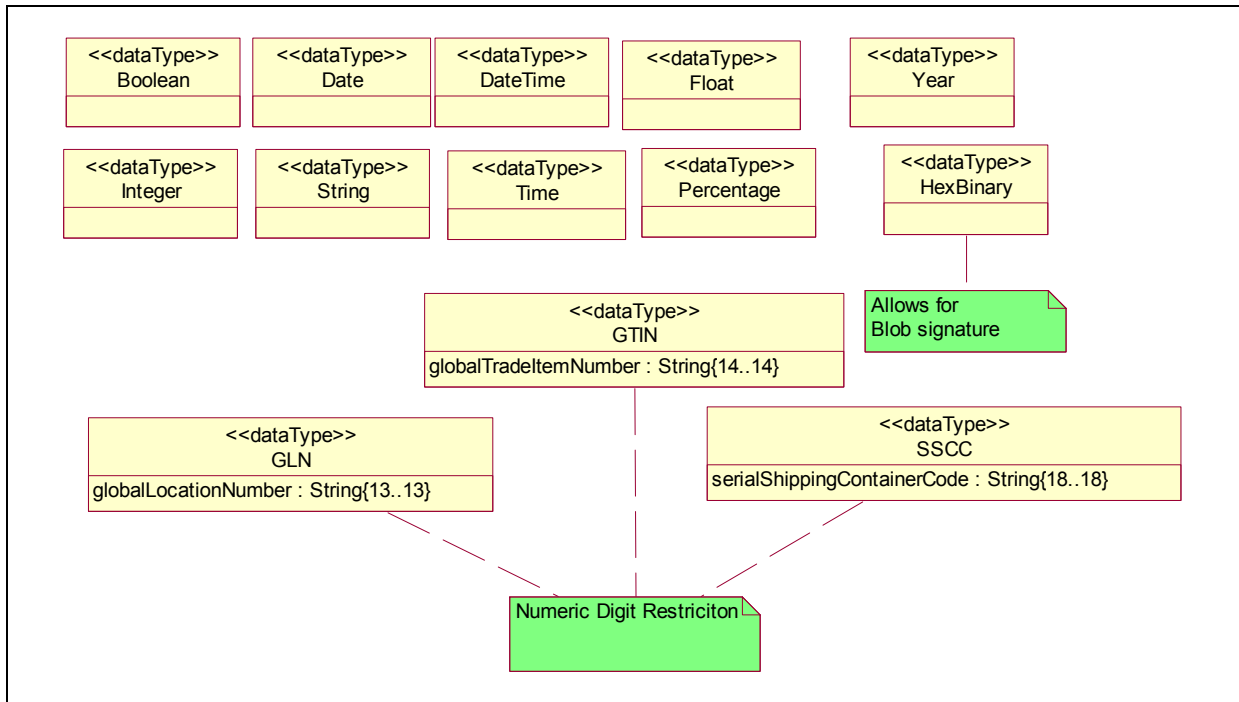 <<dataType>>
Boolean
<<dataType>>
Date
<<dataType>>
DateTime
<<dataType>>
Float
<<dataType>>
Year
<<dataType>>
Integer
<<dataType>>
String
<<dataType>>
Time
<<dataType>>
Percentage
<<dataType>>
HexBinary
Allows for
Blob signature
<<dataType>>
GTIN
globalTradeItemNumber : String{14..14}
<<dataType>>
GLN
globalLocationNumber : String{13..13}
<<dataType>>
SSCC
serialShippingContainerCode : String{18..18}
Numeric Digit Restriciton